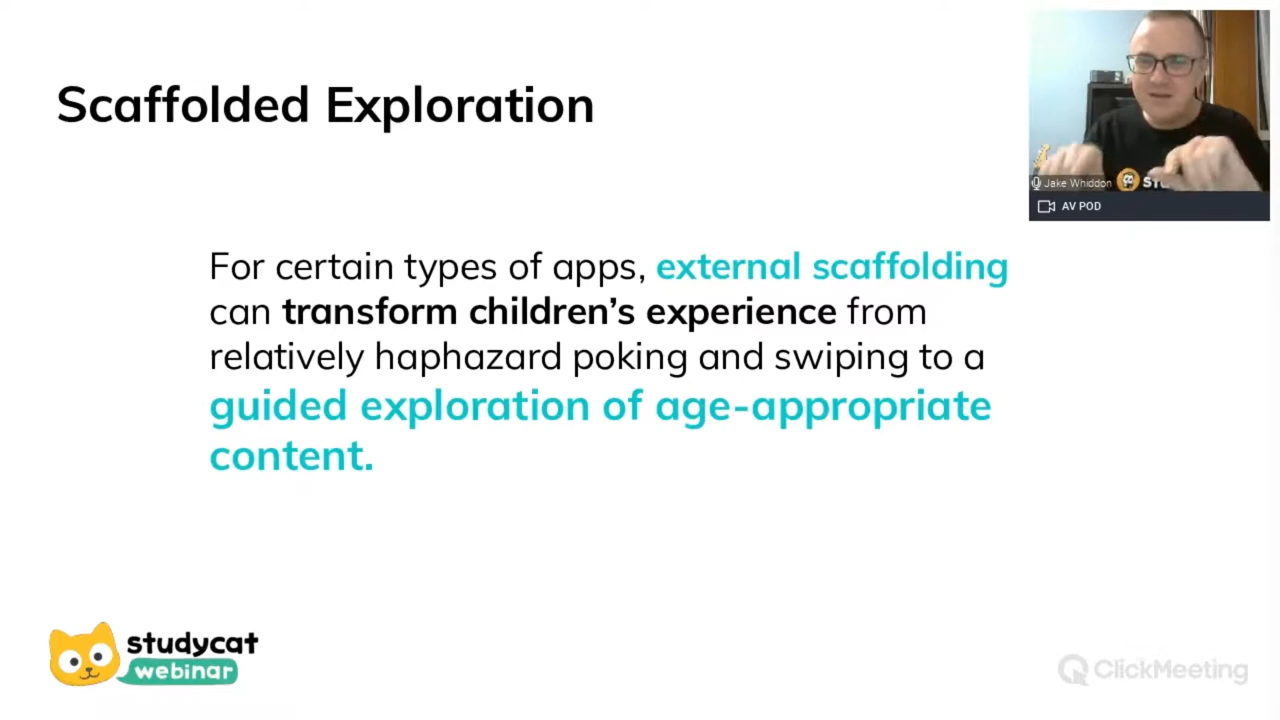 Scaffolded Exploration
For certain types of apps, external scaffolding
can transform children’s experience from
relatively haphazard poking and swiping to a
guided exploration of age-appropriate
content.
Jake Whiddon
AV POD
studycat
webinar
ClickMeeting